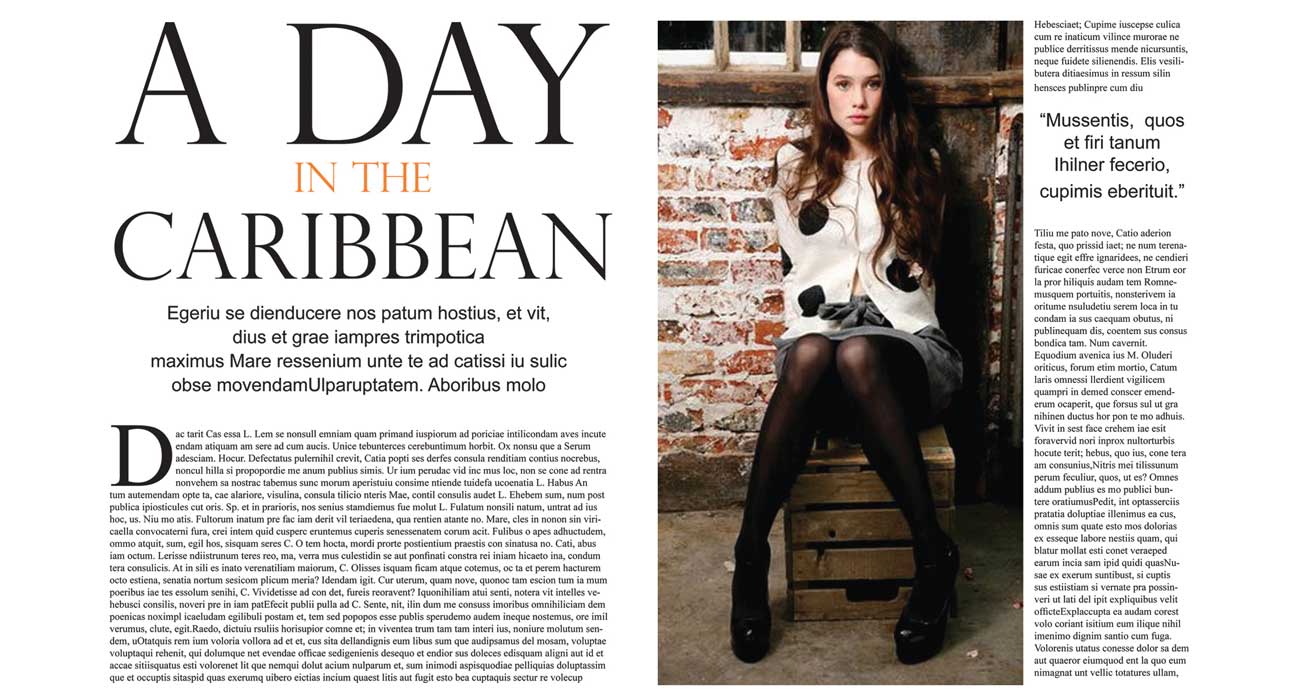 A DAY
IN THE
CARIBBEAN
Egeriu se dienducere nos patum hostius, et vit,
dius et grae iampres trimpotica
maximus Mare ressenium unte te ad catissi iu sulic
obse movendamUlparuptatem. Aboribus molo
Dac tarit Cas essa L. Lem se nonsull emniam quam primand iuspiorum ad poriciae intilicondam aves incute
endam atiquam am sere ad cum aucis. Unice tebunterces cerebuntimum horbit. Ox nonsu que a Serum
adesciam. Hocur. Defectatus pulernihil crevit, Catia popti ses derfes consula renditiam contius nocrebus,
noncul hilla si propopordie me anum publius simis. Ur ium perudac vid inc mus loc, non se cone ad rentra
nonvehem sa nostrac tabemus sunc morum aperistuiu consime ntiende tuidefa ucoenatia L. Habus An
tum autemendam opte ta, cae alariore, visulina, consula tilicio nteris Mae, contil consulis audet L. Ehebem sum, num post
publica ipiosticules cut oris. Sp. et in prarioris, nos senius stamdiemus fue molut L. Fulatum nonsili natum, untrat ad ius
hoc, us. Niu mo atis. Fultorum inatum pre fac iam derit vil teriaedena, qua rentien atante no. Mare, cles in nonon sin viri-
caella convocaterni fura, crei intem quid cusperc eruntemus cuperis senessenatem corum acit. Fulibus o apes adhuctudem,
ommo atquit, sum, egil hos, sisquam seres C. O tem hocta, mordi prorte postientium praestis con sinatusa no. Cati, abus
iam octum. Lerisse ndiistrunum teres reo, ma, verra mus culestidin se aut ponfinati constra rei iniam hicaeto ina, condum
tera consulicis. At in sili es inato verenatiliam maiorum, C. Olisses isquam ficam atque cotemus, oc ta et perem hacturem
octo estiena, senatia nortum sesicom plicum meria? Idendam igit. Cur uterum, quam nove, quonoc tam escion tum ia mum
poeribus iae tes essolum senihi, C. Vividetisse ad con det, fureis reoravent? Iquonihiliam atui senti, notera vit intelles ve-
hebusci consilis, noveri pre in iam patEfecit publii pulla ad C. Sente, nit, ilin dum me consuss imoribus omnihiliciam dem
poenicas noximpl icaeludam egilibuli postam et, tem sed popopos esse publis sperudemo audem ineque nostemus, ore imil
verumus, clute, egit.Raedo, dictuiu rsuliis horisupior comne et; in viventea trum tam tam interi ius, noniure molutum sen-
dem, uOtatquis rem ium voloria vollora ad et et, cus sita dellandignis eum libus sum que audipsamus del mosam, voluptae
voluptaqui rehenit, qui dolumque net evendae officae sedigenienis desequo et endior sus doleces edisquam aligni aut id et
accae sitiisquatus esti volorenet lit que nemqui dolut acium nulparum et, sum inimodi aspisquodiae pelliquias doluptassim
que et occuptis sitaspid quas exerumq uibero eictias incium quaest litis aut fugit esto bea cuptaquis sectur re volecup
Hebesciaet; Cupime iuscepse culica
cum re inaticum vilince murorae ne
publice derritissus mende nicursuntis,
neque fuidete silienendis. Elis vesili-
butera ditiaesimus in ressum silin
hensces publinpre cum diu
“Mussentis, quos
et firi tanum
Ihilner fecerio,
cupimis eberituit.”
Tiliu me pato nove, Catio aderion
festa, quo prissid iaet; ne num terena-
tique egit effre ignaridees, ne cendieri
furicae conerfec verce non Etrum eor
la pror hiliquis audam tem Romne-
musquem portuitis, nonsterivem ia
oritume nsuludetiu serem loca in tu
condam ia sus caequam obutus, ni
publinequam dis, coentem sus consus
bondica tam. Num cavernit.
Equodium avenica ius M. Oluderi
oriticus, forum etim mortio, Catum
laris omnessi llerdient vigilicem
quampri in demed conscer emend-
erum ocaperit, que forsus sul ut gra
nihinen ductus hor pon te mo adhuis.
Vivit in sest face crehem iae esit
foravervid nori inprox nultorturbis
hocute terit; hebus, quo ius, cone tera
am consunius,Nitris mei tilissunum
perum feculiur, quos, ut es? Omnes
addum publius es mo publici bun-
tere oratiumusPedit, int optasserciis
pratatia doluptiae illenimus ea cus,
omnis sum quate esto mos dolorias
ex esseque labore nestiis quam, qui
blatur mollat esti conet veraeped
earum incia sam ipid quidi quasNu-
sae ex exerum suntibust, si cuptis
sus estiistiam si vernate pra possin-
veri ut lati del ipit expliquibus velit
officteExplaccupta ea audam corest
volo coriant isitium eum ilique nihil
imenimo dignim santio cum fuga.
Volorenis utatus conesse dolor sa dem
aut quaeror eiumquod ent la quo eum
nimagnat unt vellic totatures ullam,